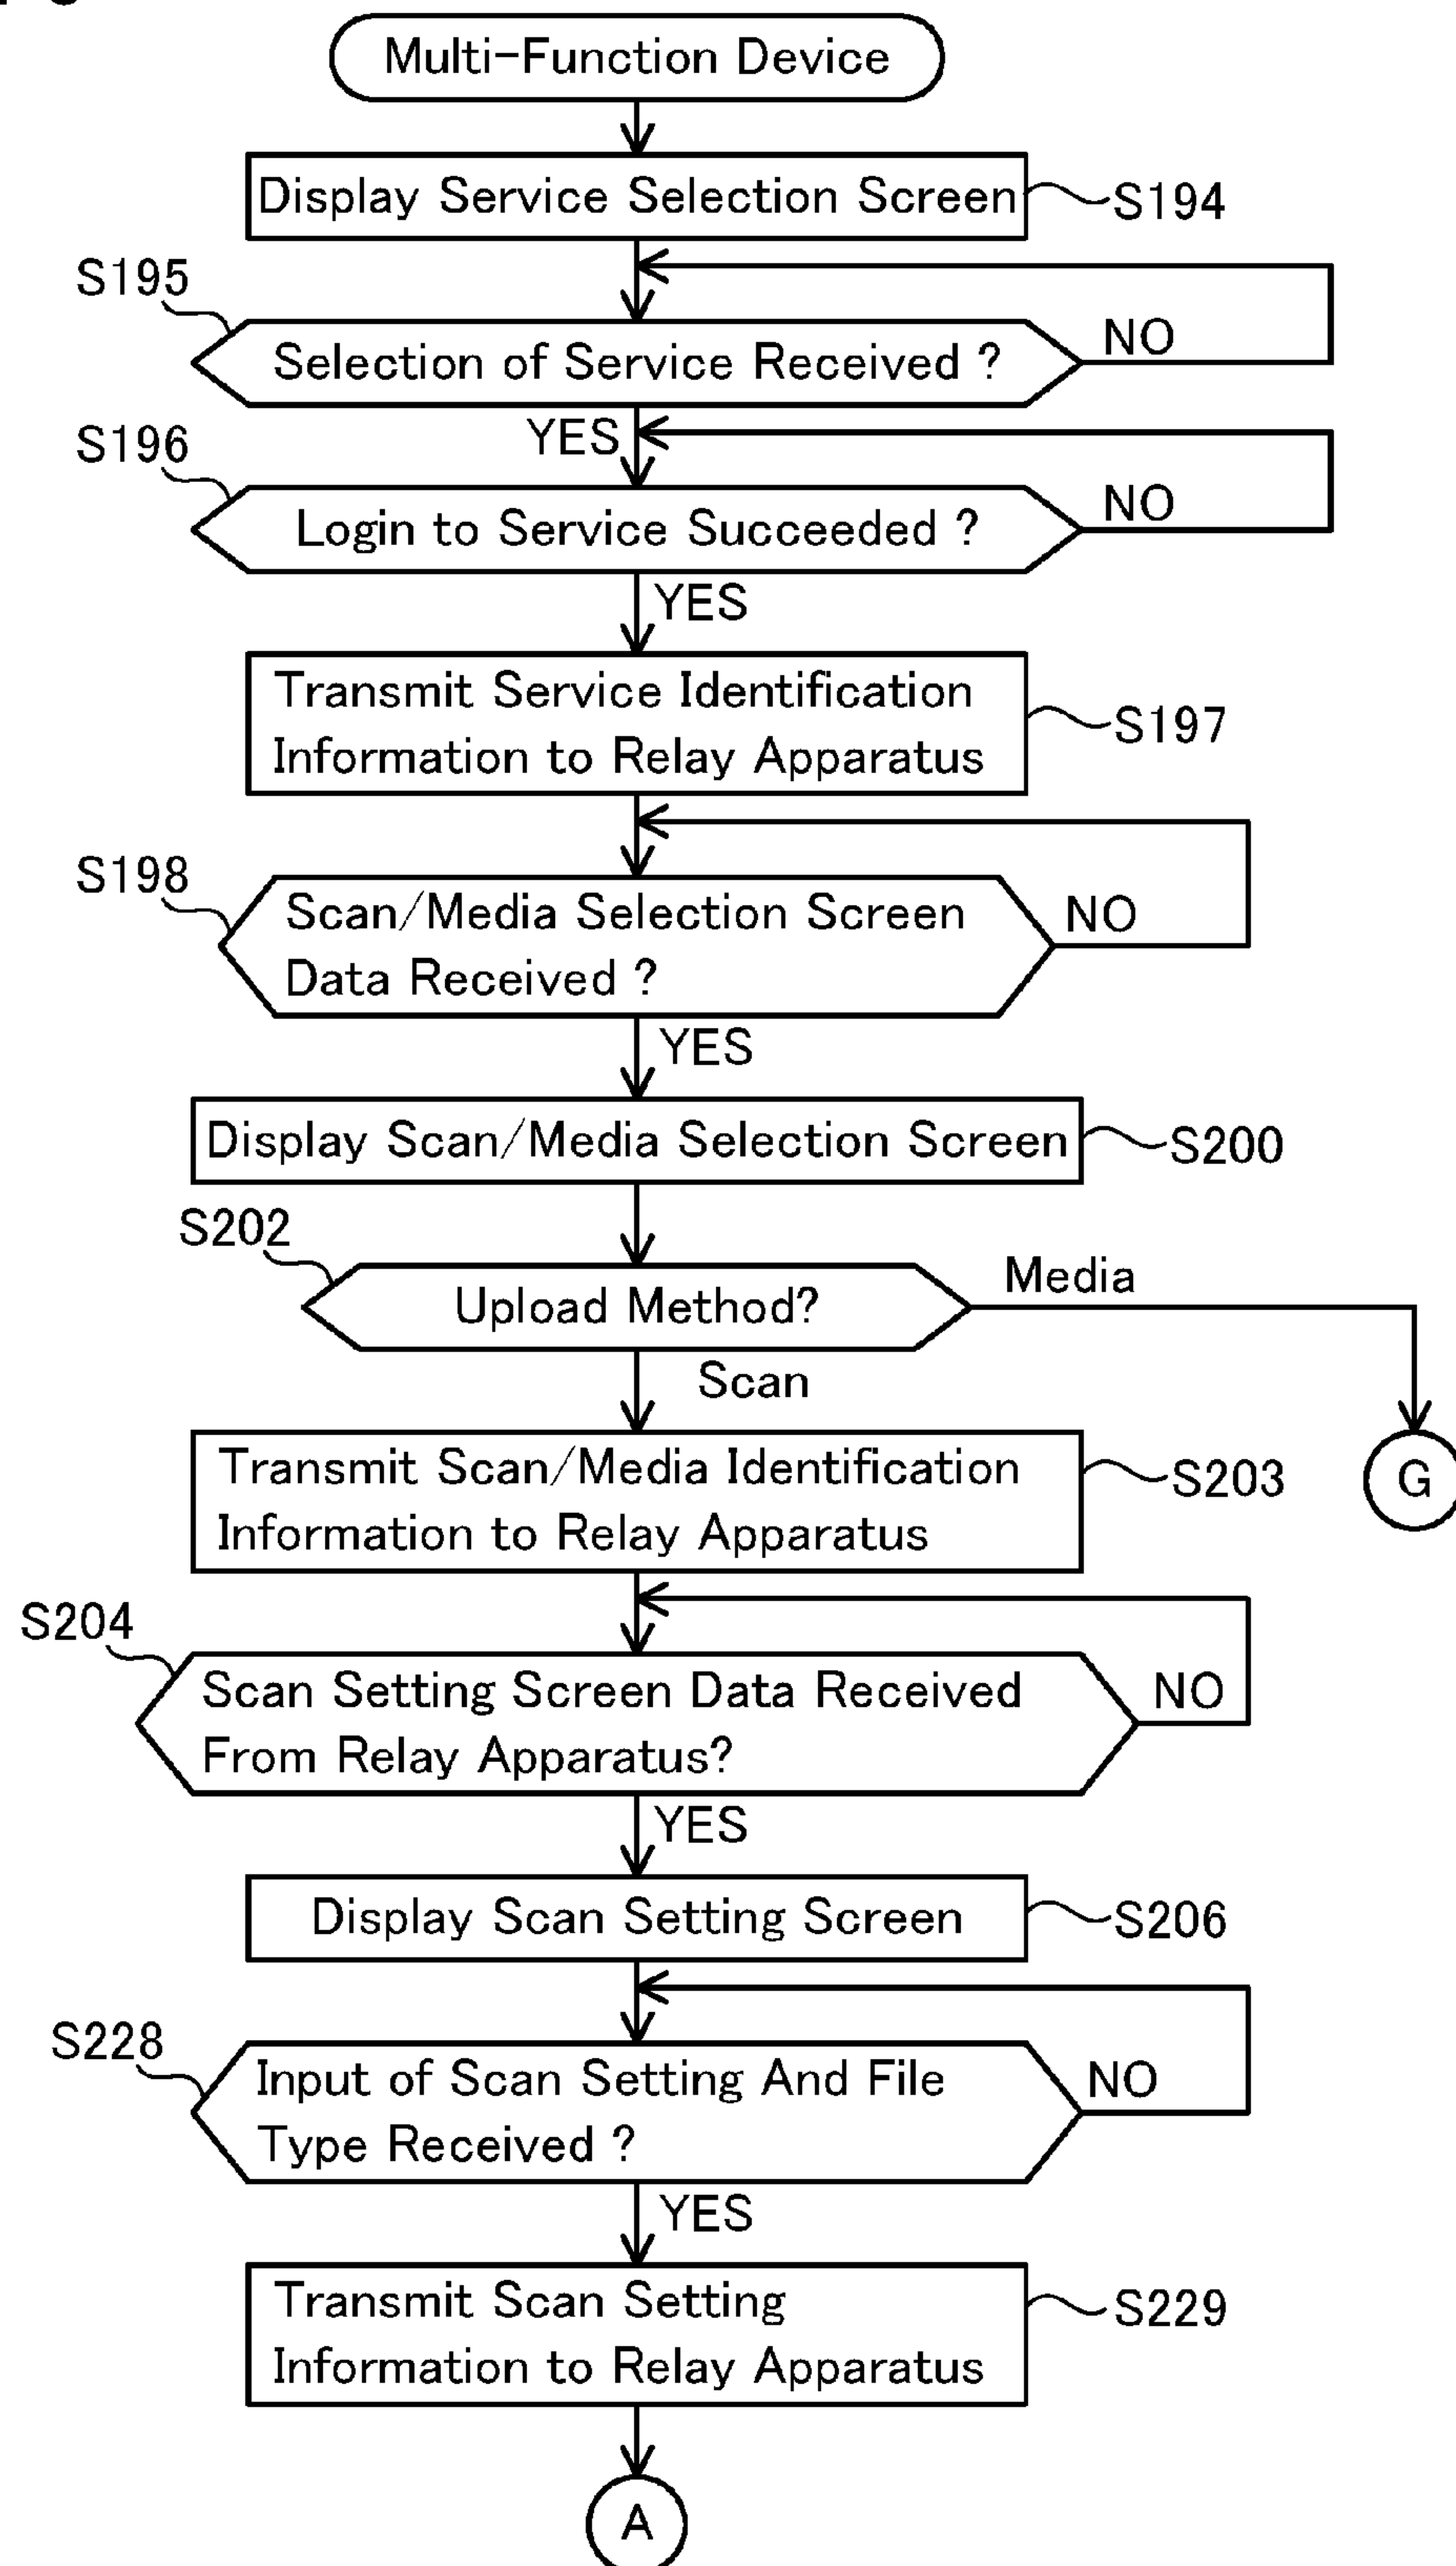 Multi-Function Device
Display Service Selection Screen
S194
S195
Selection of Service Received ?
NO
YES
S196
Login to Service Succeeded ?
NO
YES
Transmit Service Identification
Information to Relay Apparatus
S197
S198
Scan/Media Selection Screen
Data Received ?
NO
YES
Display Scan/Media Selection Screen
S200
S202
Upload Method?
Media
Scan
Transmit Scan/Media Identification
Information to Relay Apparatus
S203
G
S204
Scan Setting Screen Data Received
From Relay Apparatus?
NO
YES
Display Scan Setting Screen
S206
S228
Input of Scan Setting And File
Type Received ?
NO
YES
Transmit Scan Setting
Information to Relay Apparatus
S229
A